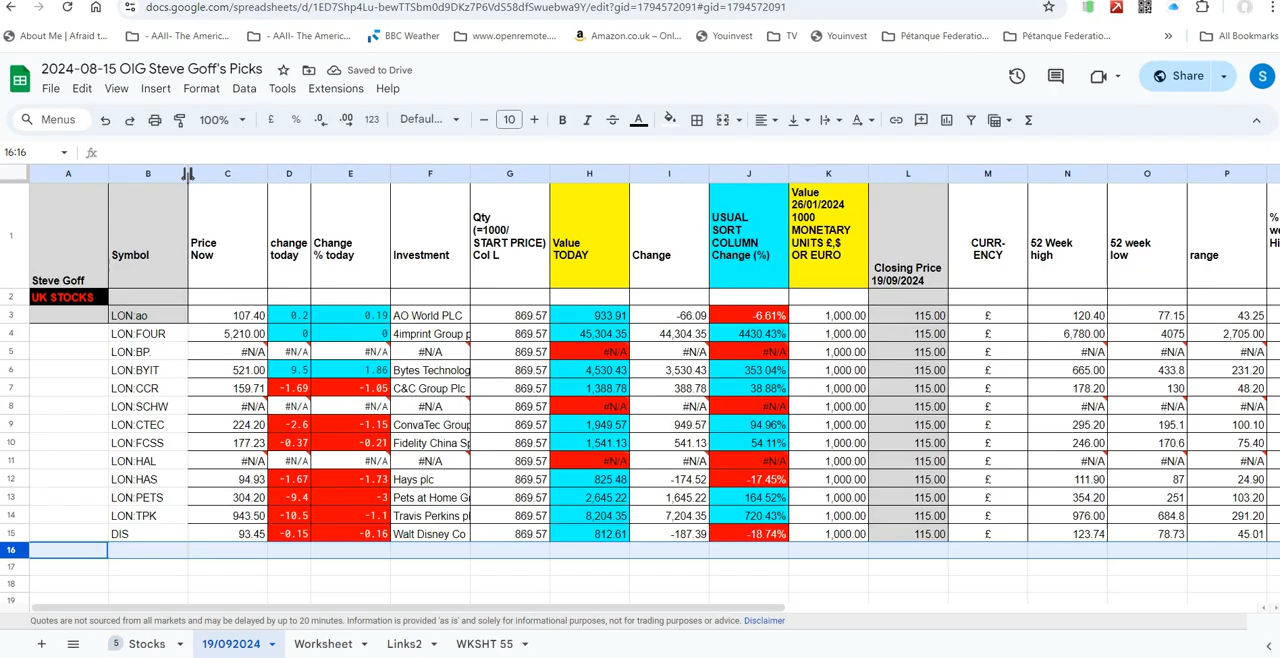 docs.google.com/spreadsheets/d/1ED7Shp4Lu-bewTTSbm0d9DKz7P6VdS58dfSwuebwa9Y/edit?gid=1794572091#gid=1794572091
About Me | Afraid t... - AAII- The Americ... - AAII- The Americ... BBC Weather www.openremote.... Amazon.co.uk – Onl... Youinvest TV Youinvest Pétanque Federatio... Pétanque Federatio... » All Bookmarks
2024-08-15 OIG Steve Goff's Picks Saved to Drive
Share S
File Edit View Insert Format Data Tools Extensions Help
Menus 100% £ % .0 .00 123 Defaul... − 10 + B I S A Σ
16:16 fx
A B C D E F G H I J K L M N O P
1 Steve Goff Symbol Price Now change today Change % today Investment Qty (=1000/ START PRICE) Col L Value TODAY Change USUAL SORT COLUMN Change (%) Value 26/01/2024 1000 MONETARY UNITS £,$ OR EURO Closing Price 19/09/2024 CURR-ENCY 52 Week high 52 week low range
2 UK STOCKS
3 LON:ao 107.40 0.2 0.19 AO World PLC 869.57 933.91 -66.09 -6.61% 1,000.00 115.00 £ 120.40 77.15 43.25
4 LON:FOUR 5,210.00 0 0 4imprint Group p 869.57 45,304.35 44,304.35 4430.43% 1,000.00 115.00 £ 6,780.00 4075 2,705.00
5 LON:BP. #N/A #N/A #N/A #N/A 869.57 #N/A #N/A #N/A 1,000.00 115.00 £ #N/A #N/A #N/A
6 LON:BYIT 521.00 9.5 1.86 Bytes Technolog 869.57 4,530.43 3,530.43 353.04% 1,000.00 115.00 £ 665.00 433.8 231.20
7 LON:CCR 159.71 -1.69 -1.05 C&C Group Plc 869.57 1,388.78 388.78 38.88% 1,000.00 115.00 £ 178.20 130 48.20
8 LON:SCHW #N/A #N/A #N/A #N/A 869.57 #N/A #N/A #N/A 1,000.00 115.00 £ #N/A #N/A #N/A
9 LON:CTEC 224.20 -2.6 -1.15 ConvaTec Group 869.57 1,949.57 949.57 94.96% 1,000.00 115.00 £ 295.20 195.1 100.10
10 LON:FCSS 177.23 -0.37 -0.21 Fidelity China Sp 869.57 1,541.13 541.13 54.11% 1,000.00 115.00 £ 246.00 170.6 75.40
11 LON:HAL #N/A #N/A #N/A #N/A 869.57 #N/A #N/A #N/A 1,000.00 115.00 £ #N/A #N/A #N/A
12 LON:HAS 94.93 -1.67 -1.73 Hays plc 869.57 825.48 -174.52 -17.45% 1,000.00 115.00 £ 111.90 87 24.90
13 LON:PETS 304.20 -9.4 -3 Pets at Home Gr 869.57 2,645.22 1,645.22 164.52% 1,000.00 115.00 £ 354.20 251 103.20
14 LON:TPK 943.50 -10.5 -1.1 Travis Perkins pl 869.57 8,204.35 7,204.35 720.43% 1,000.00 115.00 £ 976.00 684.8 291.20
15 DIS 93.45 -0.15 -0.16 Walt Disney Co 869.57 812.61 -187.39 -18.74% 1,000.00 115.00 £ 123.74 78.73 45.01
16
17
18
19
Quotes are not sourced from all markets and may be delayed by up to 20 minutes. Information is provided 'as is' and solely for informational purposes, not for trading purposes or advice. Disclaimer
+ 5 Stocks 19/092024 Worksheet Links2 WKSHT 55